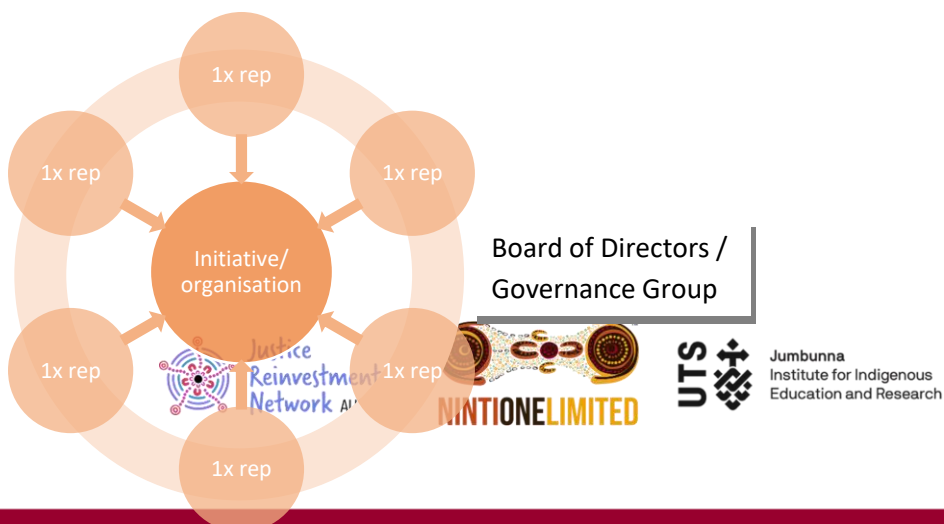 1x rep
1x rep
1x rep
Initiative/
organisation
Board of Directors /
Governance Group
1x rep
1x rep
1x rep
Justice
Reinvestment
Network
NINTIONELIMITED
UTS
Jumbunna
Institute for Indigenous
Education and Research